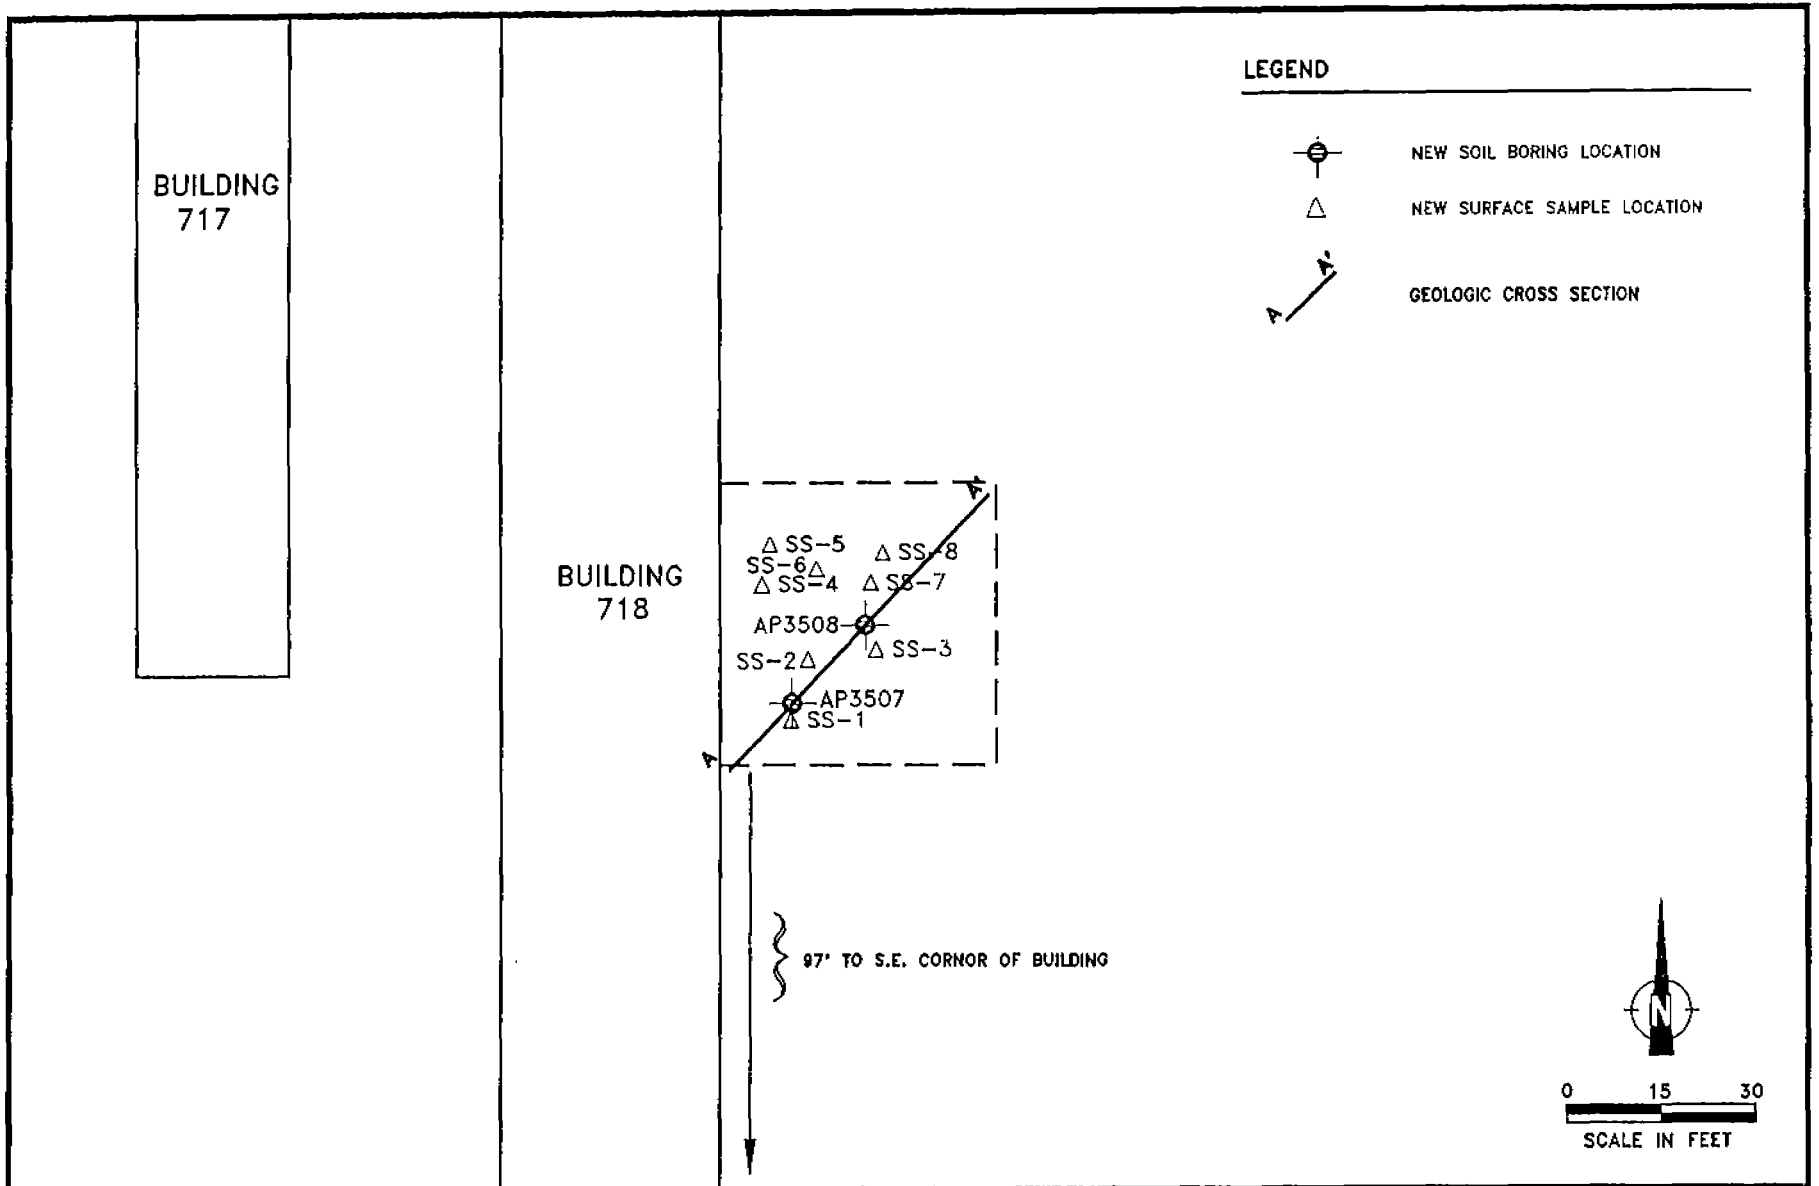 LEGEND
NEW SOIL BORING LOCATION
NEW SURFACE SAMPLE LOCATION
A A'
GEOLOGIC CROSS SECTION
BUILDING
717
BUILDING
718
A'
SS-5
SS-8
SS-6
SS-4
SS-7
AP3508
SS-3
SS-2
AP3507
SS-1
A
97' TO S.E. CORNOR OF BUILDING
N
0 15 30
SCALE IN FEET